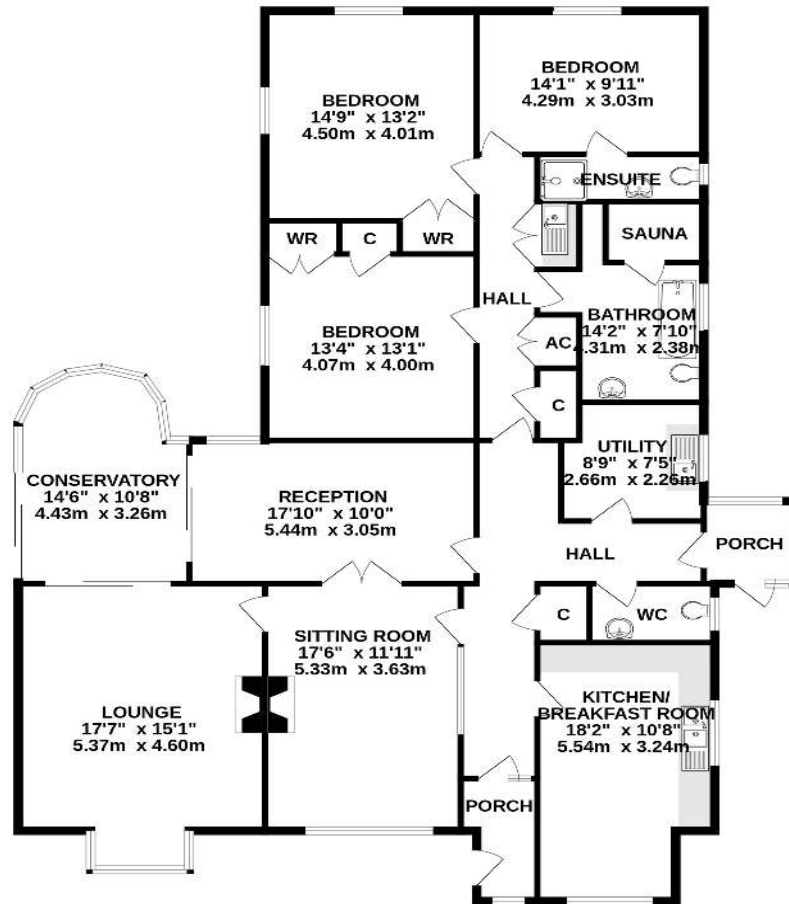 BEDROOM
14'9" x 13'2"
4.50m x 4.01m
BEDROOM
14'1" x 9'11"
4.29m x 3.03m
ENSUITE
WR
C
WR
SAUNA
HALL
BEDROOM
13'4" x 13'1"
4.07m x 4.00m
BATHROOM
14'2" x 7'10"
4.31m x 2.38m
AC
C
CONSERVATORY
14'6" x 10'8"
4.43m x 3.26m
RECEPTION
17'10" x 10'0"
5.44m x 3.05m
UTILITY
8'9" x 7'5"
2.66m x 2.26m
HALL
PORCH
C
WC
SITTING ROOM
17'6" x 11'11"
5.33m x 3.63m
LOUNGE
17'7" x 15'1"
5.37m x 4.60m
KITCHEN/
BREAKFAST ROOM
18'2" x 10'8"
5.54m x 3.24m
PORCH